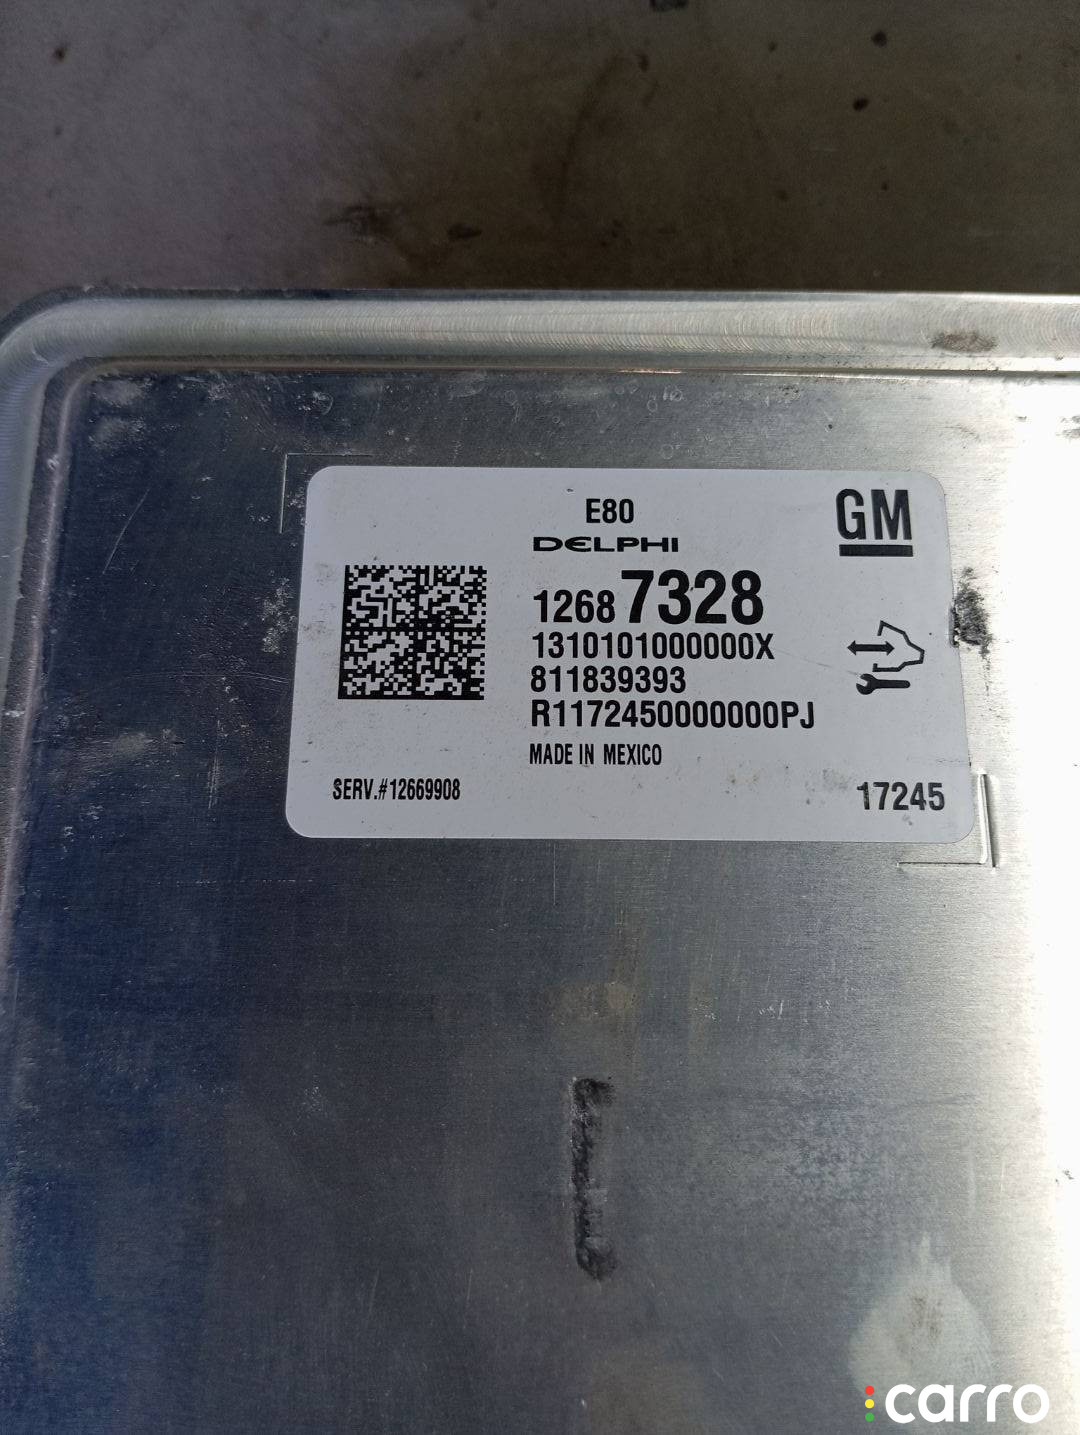 E80
GM
DELPHI
12687328
1310101000000X
811839393
R1172450000000PJ
MADE IN MEXICO
SERV.#12669908
17245
carro